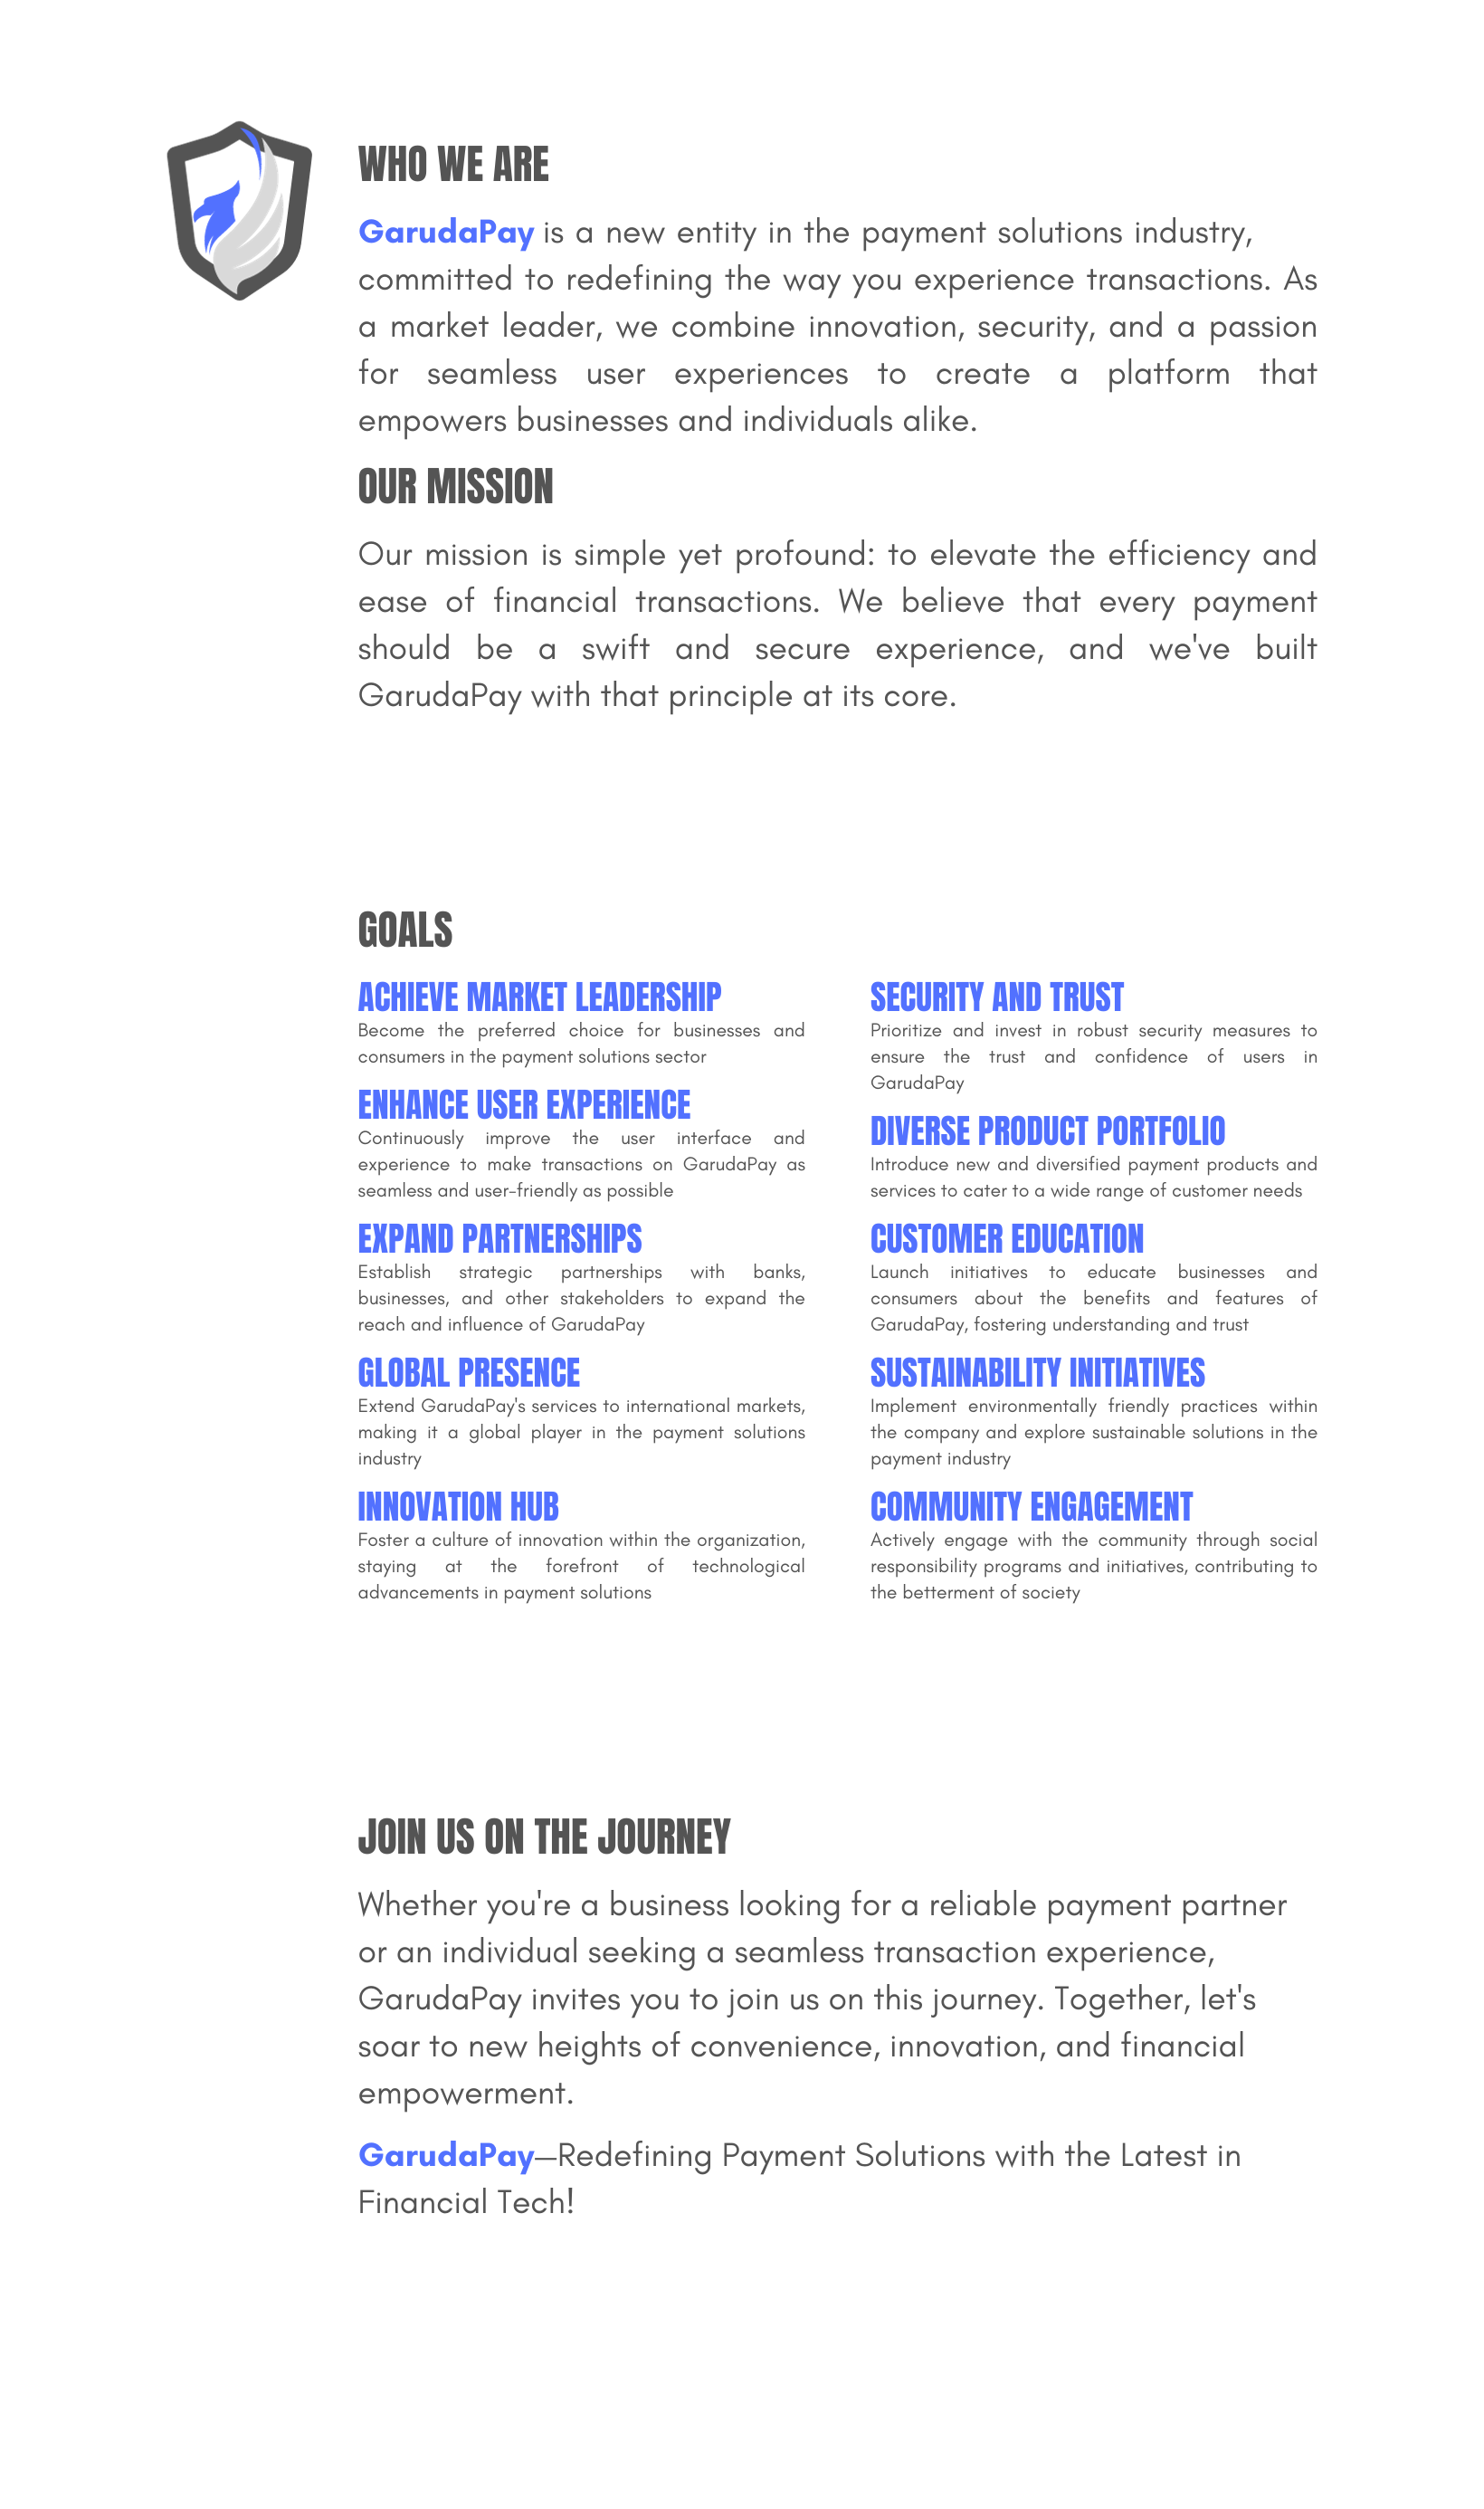 WHO WE ARE
GarudaPay is a new entity in the payment solutions industry,
committed to redefining the way you experience transactions. As
a market leader, we combine innovation, security, and a passion
for seamless user experiences to create a platform that
empowers businesses and individuals alike.
OUR MISSION
Our mission is simple yet profound: to elevate the efficiency and
ease of financial transactions. We believe that every payment
should be a swift and secure experience, and we've built
GarudaPay with that principle at its core.
GOALS
ACHIEVE MARKET LEADERSHIP
Become the preferred choice for businesses and
consumers in the payment solutions sector
ENHANCE USER EXPERIENCE
Continuously improve the user interface and
experience to make transactions on GarudaPay as
seamless and user-friendly as possible
EXPAND PARTNERSHIPS
Establish strategic partnerships with banks,
businesses, and other stakeholders to expand the
reach and influence of GarudaPay
GLOBAL PRESENCE
Extend GarudaPay's services to international markets,
making it a global player in the payment solutions
industry
INNOVATION HUB
Foster a culture of innovation within the organization,
staying at the forefront of technological
advancements in payment solutions
SECURITY AND TRUST
Prioritize and invest in robust security measures to
ensure the trust and confidence of users in
GarudaPay
DIVERSE PRODUCT PORTFOLIO
Introduce new and diversified payment products and
services to cater to a wide range of customer needs
CUSTOMER EDUCATION
Launch initiatives to educate businesses and
consumers about the benefits and features of
GarudaPay, fostering understanding and trust
SUSTAINABILITY INITIATIVES
Implement environmentally friendly practices within
the company and explore sustainable solutions in the
payment industry
COMMUNITY ENGAGEMENT
Actively engage with the community through social
responsibility programs and initiatives, contributing to
the betterment of society
JOIN US ON THE JOURNEY
Whether you're a business looking for a reliable payment partner
or an individual seeking a seamless transaction experience,
GarudaPay invites you to join us on this journey. Together, let's
soar to new heights of convenience, innovation, and financial
empowerment.
GarudaPay—Redefining Payment Solutions with the Latest in
Financial Tech!